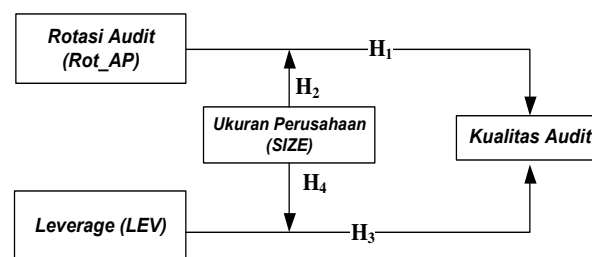 Rotasi Audit
(Rot_AP)
H1
H2
Ukuran Perusahaan
(SIZE)
Kualitas Audit
H4
Leverage (LEV)
H3